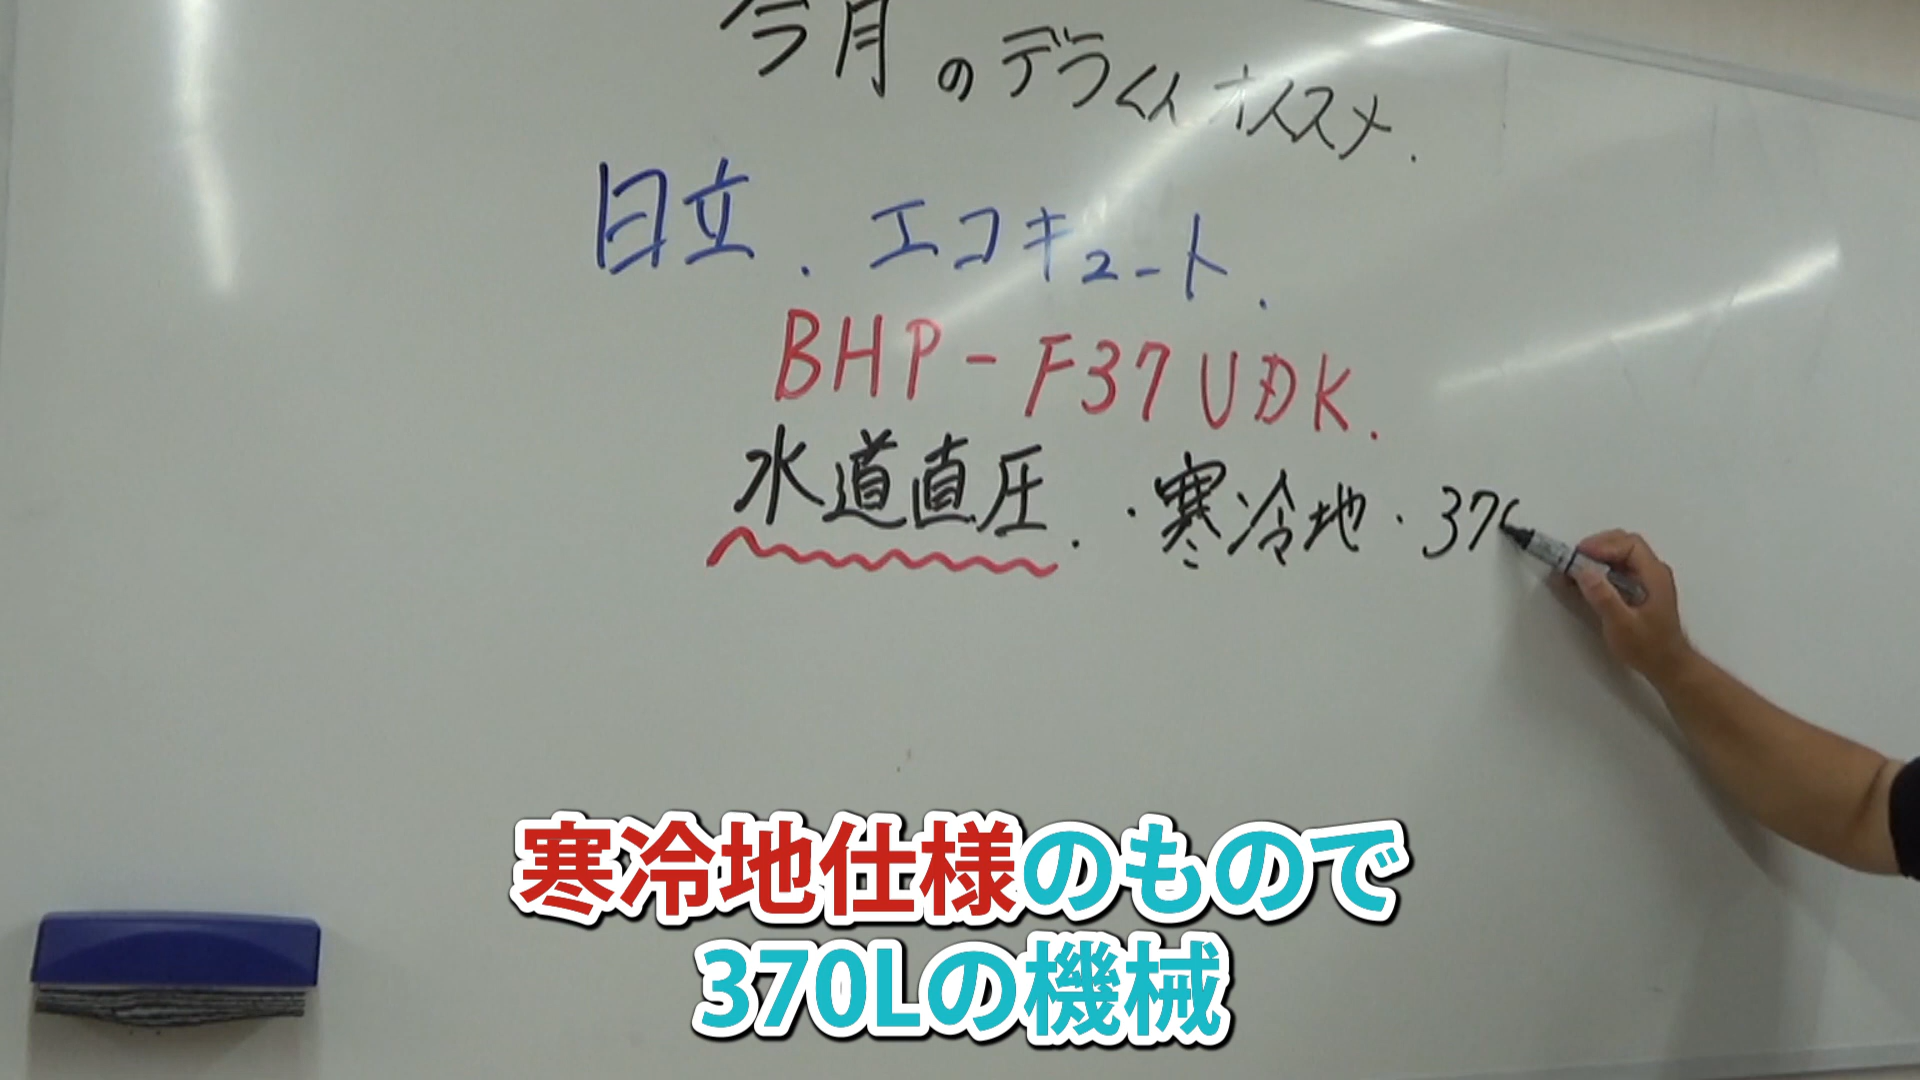 今月のデラくんオススメ.
日立.エコキュート.
BHP-F37UDK.
水道直圧.・寒冷地・370
寒冷地仕様のもので
370Lの機械